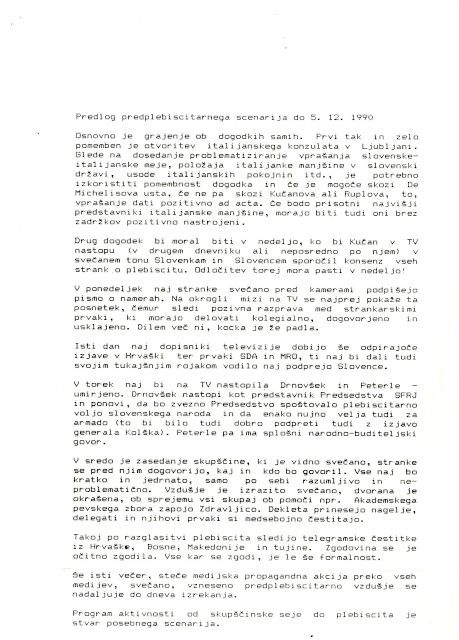 Predlog predplebiscitarnega scenarija do 5. 12. 1990
Osnovno je grajenje ob dogodkih samih. Prvi tak in zelo
pomemben je otvoritev italijanskega konzulata v Ljubljani.
Glede na dosedanje problematiziranje vprašanja slovensko-
italijanske meje, položaja italijanke manjšine v slovenski
državi, usode italijanskih pokojnin itd., je potrebno
izkoristiti pomembnost dogodka in če je mogoče skozi De
Michelisova usta, če ne pa skozi Kučanova ali Ruplova, to,
vprašanje dati pozitivno ad acta. Če bodo prisotni najvišji
predstavniki italijanske manjšine, morajo biti tudi oni brez
zadržkov pozitivno nastrojeni.
Drug dogodek bi moral biti v nedeljo, ko bi Kučan v TV
nastopu (v drugem dnevniku ali neposredno po njem) v
svečanem tonu Slovenkam in Slovencem sporočil konsenz vseh
strank o plebiscitu. Odločitev torej mora pasti v nedeljo!
V ponedeljek naj stranke svečano pred kamerami podpišejo
pismo o namerah. Na okrogli mizi na TV se najprej pokaže ta
posnetek, čemur sledi pozivna razprava med strankarskimi
prvaki, ki morajo delovati kolegialno, dogovorjeno in
usklajeno. Dilem več ni, kocka je že padla.
Isti dan naj dopisniki televizije dobijo še odpirajoče
izjave v Hrvaški ter prvaki SDA in MRO, ti naj bi dali tudi
svojim tukajšnjim rojakom vodilo naj podprejo Slovence.
V torek naj bi na TV nastopila Drnovšek in Peterle -
umirjeno. Drnovšek nastopi kot predstavnik Predsedstva SFRJ
in ponovi, da bo zvezno Predsedstvo spoštovalo plebiscitarno
voljo slovenskega naroda in da enako nujno velja tudi za
armado (to bi bilo tudi dobro podpreti tudi z izjavo
generala Kolška). Peterle pa ima splošni narodno-buditeljski
govor.
V sredo je zasedanje skupščine, ki je vidno svečano, stranke
se pred njim dogovorijo, kaj in kdo bo govoril. Vse naj bo
kratko in jedrnato, samo po sebi razumljivo in ne-
problematično. Vzdušje je izrazito svečano, dvorana je
okrašena, ob sprejemu vsi skupaj ob pomoči npr. Akademskega
pevskega zbora zapojo Zdravljico. Dekleta prinesejo nagelje,
delegati in njihovi prvaki si medsebojno čestitajo.
Takoj po razglasitvi plebiscita sledijo telegramske čestitke
iz Hrvaške, Bosne, Makedonije in tujine. Zgodovina se je
očitno zgodila. Vse kar se zgodi, je le še formalnost.
Še isti večer, steče medijska propagandna akcija preko vseh
medijev, svečano, vzneseno predplebiscitarno vzdušje se
nadaljuje do dneva izrekanja.
Program aktivnosti od skupščinske seje do plebiscita je
stvar posebnega scenarija.